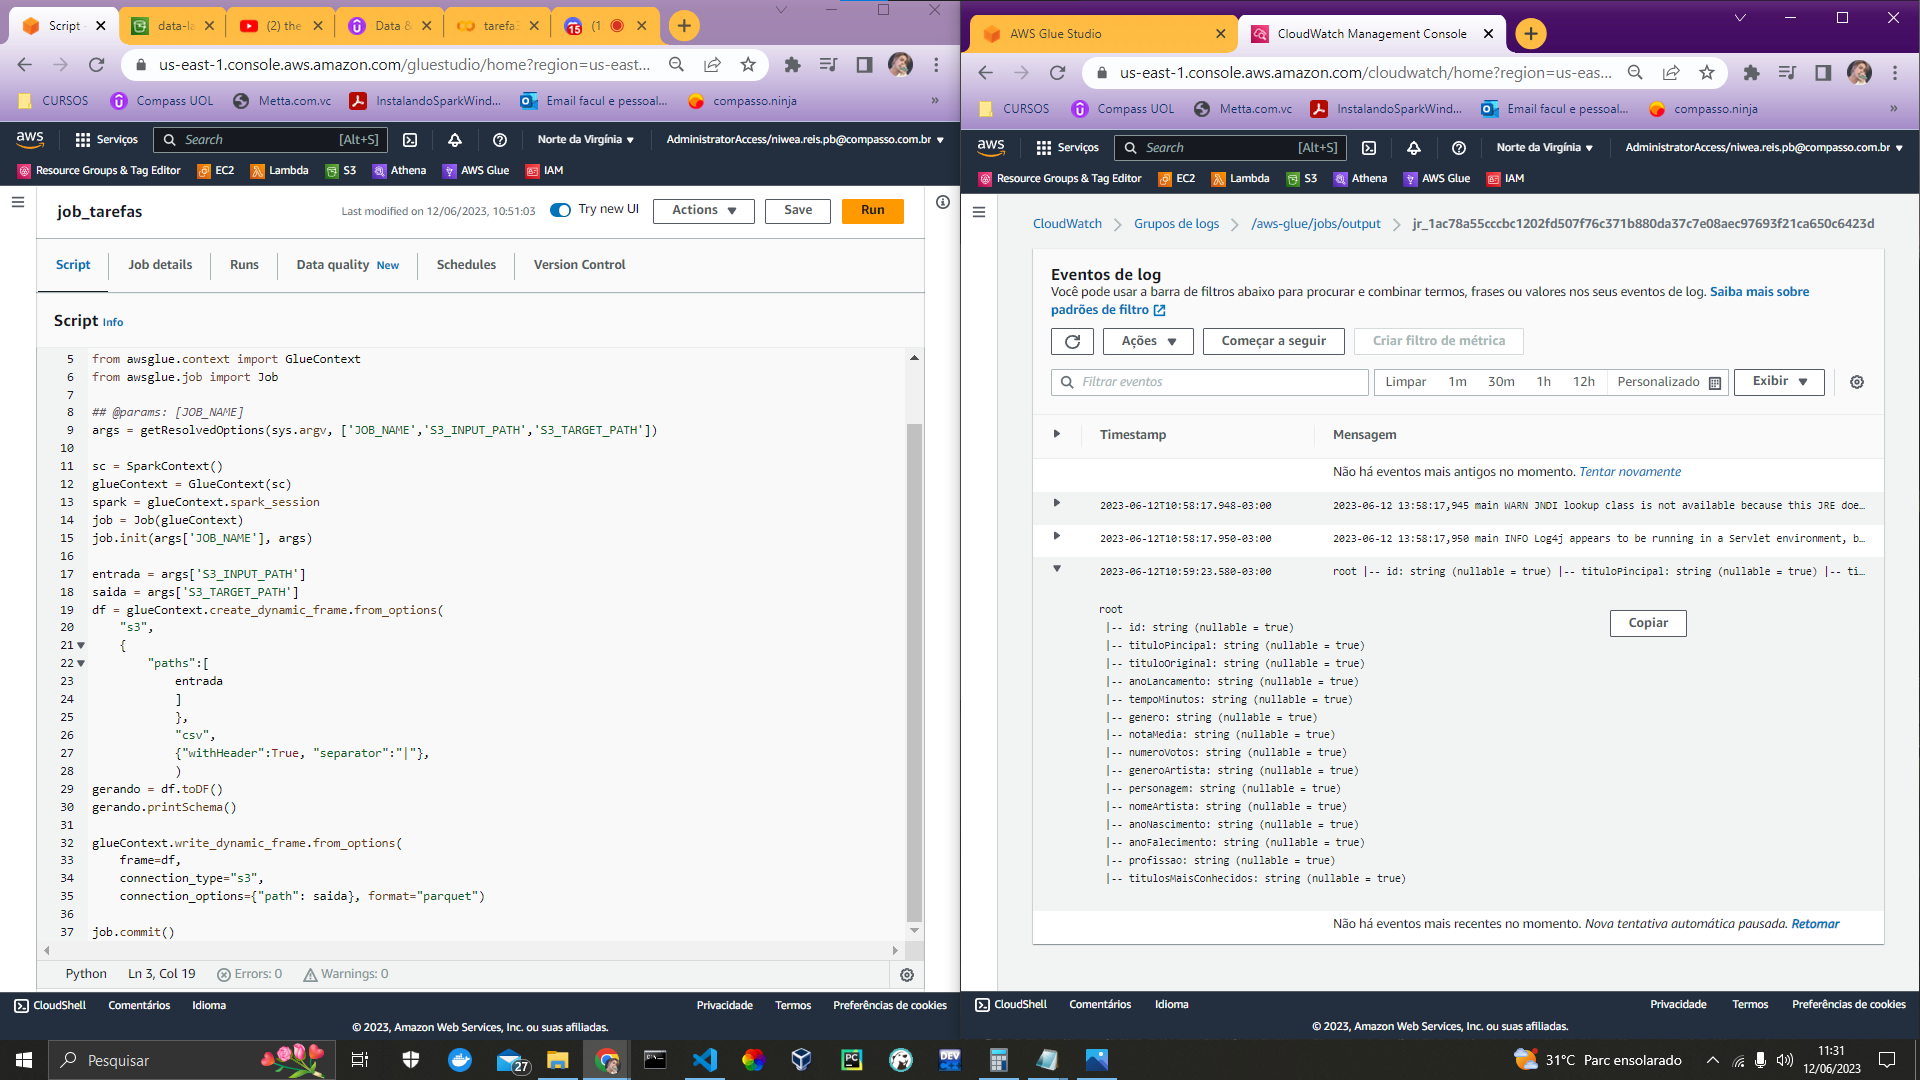 Script
data-la
(2) the
Data &
tarefa:
15
(1
us-east-1.console.aws.amazon.com/gluestudio/home?region=us-east...
CURSOS
Compass UOL
Metta.com.vc
InstalandoSparkWind...
Email facul e pessoal...
compasso.ninja
»
aws
Serviços
Search
[Alt+S]
Norte da Virgínia
AdministratorAccess/niwea.reis.pb@compasso.com.br
Resource Groups & Tag Editor
EC2
Lambda
S3
Athena
AWS Glue
IAM
job_tarefas
Last modified on 12/06/2023, 10:51:03
Try new UI
Actions
Save
Run
Script
Job details
Runs
Data quality New
Schedules
Version Control
Script Info
5 from awsglue.context import GlueContext
6 from awsglue.job import Job
7
8 ## @params: [JOB_NAME]
9 args = getResolvedOptions(sys.argv, ['JOB_NAME','S3_INPUT_PATH','S3_TARGET_PATH'])
10
11 sc = SparkContext()
12 glueContext = GlueContext(sc)
13 spark = glueContext.spark_session
14 job = Job(glueContext)
15 job.init(args['JOB_NAME'], args)
16
17 entrada = args['S3_INPUT_PATH']
18 saida = args['S3_TARGET_PATH']
19 df = glueContext.create_dynamic_frame.from_options(
20 "s3",
21 {
22 "paths":[
23 entrada
24 ]
25 },
26 "csv",
27 {"withHeader":True, "separator":"|"},
28 )
29 gerando = df.toDF()
30 gerando.printSchema()
31
32 glueContext.write_dynamic_frame.from_options(
33 frame=df,
34 connection_type="s3",
35 connection_options={"path": saida}, format="parquet")
36
37 job.commit()
Python
Ln 3, Col 19
Errors: 0
Warnings: 0
CloudShell
Comentários
Idioma
Privacidade
Termos
Preferências de cookies
© 2023, Amazon Web Services, Inc. ou suas afiliadas.
AWS Glue Studio
CloudWatch Management Console
us-east-1.console.aws.amazon.com/cloudwatch/home?region=us-eas...
CURSOS
Compass UOL
Metta.com.vc
InstalandoSparkWind...
Email facul e pessoal...
compasso.ninja
»
aws
Serviços
Search
[Alt+S]
Norte da Virgínia
AdministratorAccess/niwea.reis.pb@compasso.com.br
Resource Groups & Tag Editor
EC2
Lambda
S3
Athena
AWS Glue
IAM
CloudWatch
Grupos de logs
/aws-glue/jobs/output
jr_1ac78a55cccbc1202fd507f76c371b880da37c7e08aec97693f21ca650c6423d
Eventos de log
Você pode usar a barra de filtros abaixo para procurar e combinar termos, frases ou valores nos seus eventos de log. Saiba mais sobre
padrões de filtro
Ações
Começar a seguir
Criar filtro de métrica
Filtrar eventos
Limpar
1m
30m
1h
12h
Personalizado
Exibir
Timestamp
Mensagem
Não há eventos mais antigos no momento. Tentar novamente
2023-06-12T10:58:17.948-03:00 2023-06-12 13:58:17,945 main WARN JNDI lookup class is not available because this JRE doe…
2023-06-12T10:58:17.950-03:00 2023-06-12 13:58:17,950 main INFO Log4j appears to be running in a Servlet environment, b…
2023-06-12T10:59:23.580-03:00 root |-- id: string (nullable = true) |-- tituloPincipal: string (nullable = true) |-- ti…
root
|-- id: string (nullable = true)
|-- tituloPincipal: string (nullable = true)
|-- tituloOriginal: string (nullable = true)
|-- anoLancamento: string (nullable = true)
|-- tempoMinutos: string (nullable = true)
|-- genero: string (nullable = true)
|-- notaMedia: string (nullable = true)
|-- numeroVotos: string (nullable = true)
|-- generoArtista: string (nullable = true)
|-- personagem: string (nullable = true)
|-- nomeArtista: string (nullable = true)
|-- anoNascimento: string (nullable = true)
|-- anoFalecimento: string (nullable = true)
|-- profissao: string (nullable = true)
|-- titulosMaisConhecidos: string (nullable = true)
Copiar
Não há eventos mais recentes no momento. Nova tentativa automática pausada. Retomar
CloudShell
Comentários
Idioma
Privacidade
Termos
Preferências de cookies
© 2023, Amazon Web Services, Inc. ou suas afiliadas.
Pesquisar
27
PC
DEV
31°C Parc ensolarado
11:31
12/06/2023